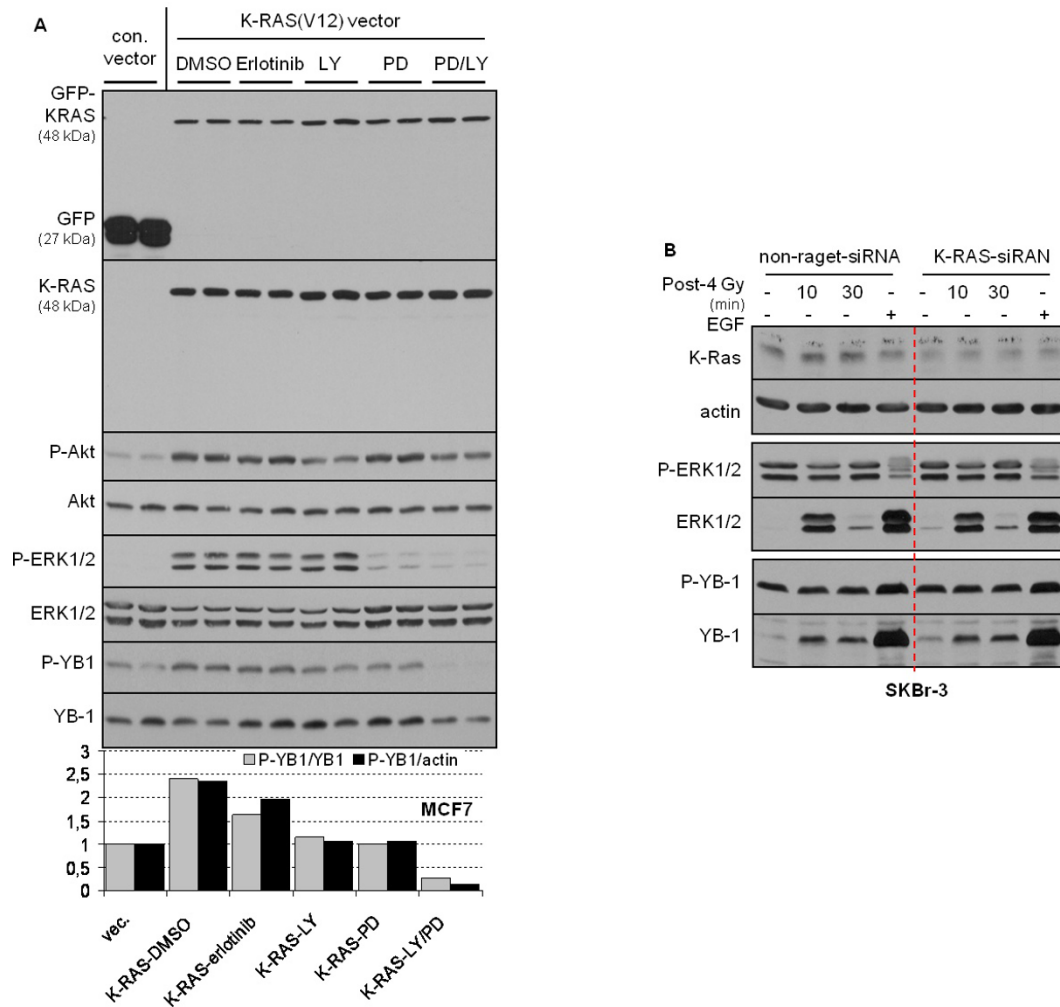 A
con.
vector
K-RAS(V12) vector
DMSO Erlotinib LY PD PD/LY
GFP-
KRAS
(48 kDa)
GFP
(27 kDa)
K-RAS
(48 kDa)
P-Akt
Akt
P-ERK1/2
ERK1/2
P-YB1
YB-1
3
2,5
2
1,5
1
0,5
0
P-YB1/YB1 P-YB1/actin
MCF7
vec.
K-RAS-DMSO
K-RAS-erlotinib
K-RAS-LY
K-RAS-PD
K-RAS-LY/PD
B
non-raget-siRNA K-RAS-siRAN
Post-4 Gy - 10 30 - - 10 30 -
(min)
EGF - - - + - - - +
K-Ras
actin
P-ERK1/2
ERK1/2
P-YB-1
YB-1
SKBr-3